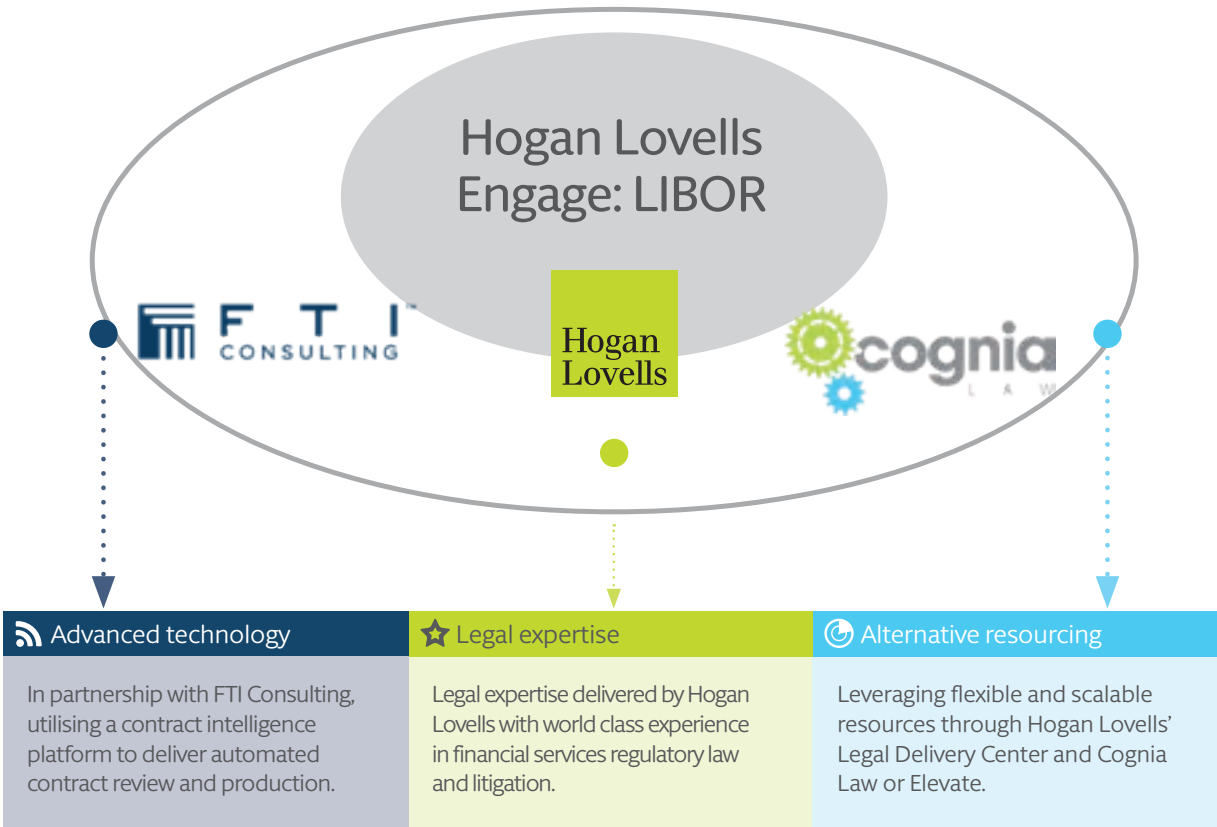 Hogan Lovells
Engage: LIBOR
FTI™
CONSULTING
Hogan
Lovells
cognia
LAW
Advanced technology
In partnership with FTI Consulting,
utilising a contract intelligence
platform to deliver automated
contract review and production.
Legal expertise
Legal expertise delivered by Hogan
Lovells with world class experience
in financial services regulatory law
and litigation.
Alternative resourcing
Leveraging flexible and scalable
resources through Hogan Lovells’
Legal Delivery Center and Cognia
Law or Elevate.